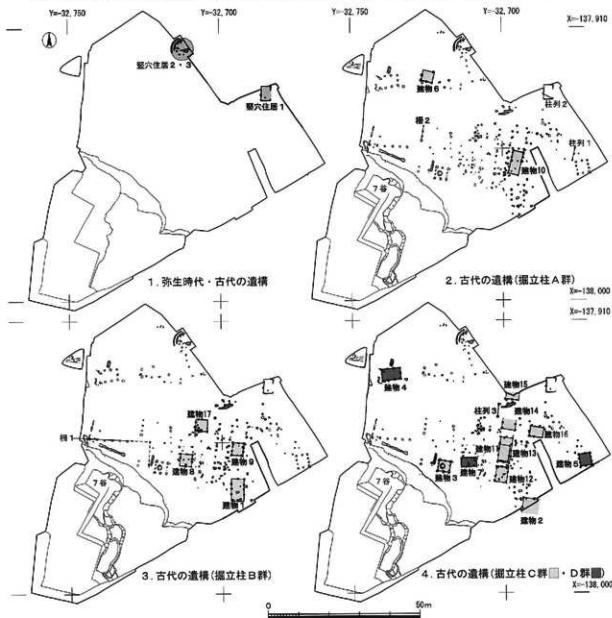 Y=-32,750
Y=-32,700
Y=-32,750
Y=-32,700
X=-137,910
竪穴住居2・3
竪穴住居1
1. 弥生時代・古代の遺構
建物6
柱列2
柵2
柱列1
建物10
7谷
2. 古代の遺構(掘立柱A群)
X=-138,000
X=-137,910
建物17
柵1
建物8
建物9
7谷
3. 古代の遺構(掘立柱B群)
建物4
建物15
柱列3
建物14
建物16
建物11
建物13
建物3
建物7
建物12
建物5
建物2
7谷
4. 古代の遺構(掘立柱C群・D群)
X=-138,000
0
50m